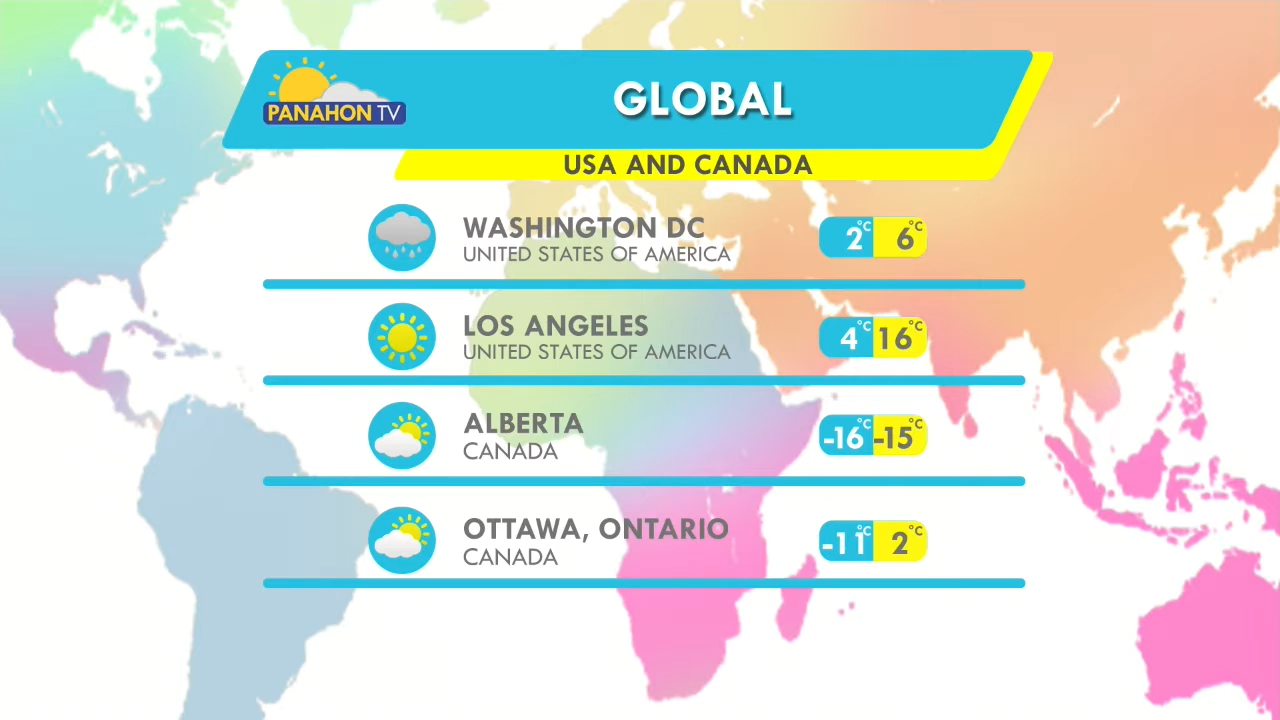 PANAHON TV
GLOBAL
USA AND CANADA
WASHINGTON DC
UNITED STATES OF AMERICA
2°C 6°C
LOS ANGELES
UNITED STATES OF AMERICA
4°C 16°C
ALBERTA
CANADA
-16°C -15°C
OTTAWA, ONTARIO
CANADA
-11°C 2°C